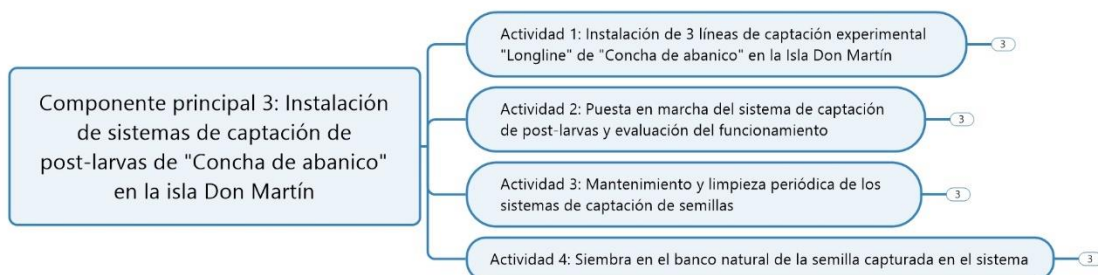 Componente principal 3: Instalación
de sistemas de captación de
post-larvas de "Concha de abanico"
en la isla Don Martín
Actividad 1: Instalación de 3 líneas de captación experimental
"Longline" de "Concha de abanico" en la Isla Don Martín
3
Actividad 2: Puesta en marcha del sistema de captación
de post-larvas y evaluación del funcionamiento
3
Actividad 3: Mantenimiento y limpieza periódica de los
sistemas de captación de semillas
3
Actividad 4: Siembra en el banco natural de la semilla capturada en el sistema
3